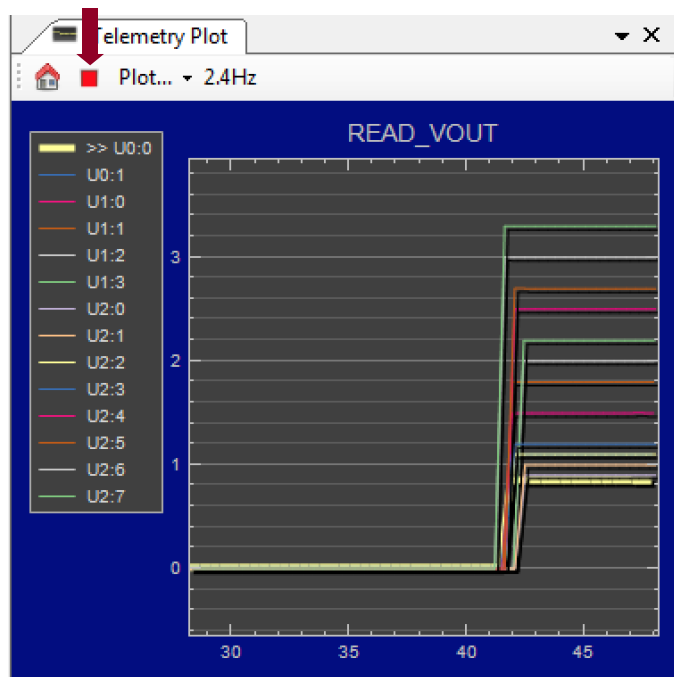 Telemetry Plot
Plot... 2.4Hz
READ_VOUT
>> U0:0
U0:1
U1:0
U1:1
U1:2
U1:3
U2:0
U2:1
U2:2
U2:3
U2:4
U2:5
U2:6
U2:7
3
2
1
0
30 35 40 45